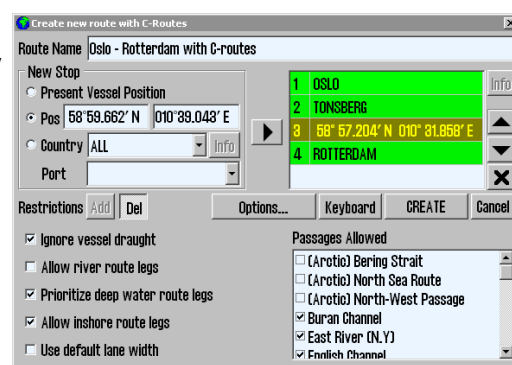 Create new route with C-Routes
Route Name Oslo - Rotterdam with C-routes
New Stop
Present Vessel Position
Pos 58°59.662' N 010°39.043' E
Country ALL Info
Port
1 OSLO
2 TONSBERG
3 58° 57.204' N 010° 31.858' E
4 ROTTERDAM
Info
Restrictions Add Del Options... Keyboard CREATE Cancel
Ignore vessel draught
Allow river route legs
Prioritize deep water route legs
Allow inshore route legs
Use default lane width
Passages Allowed
(Arctic) Bering Strait
(Arctic) North Sea Route
(Arctic) North-West Passage
Buran Channel
East River (N.Y)
English Channel